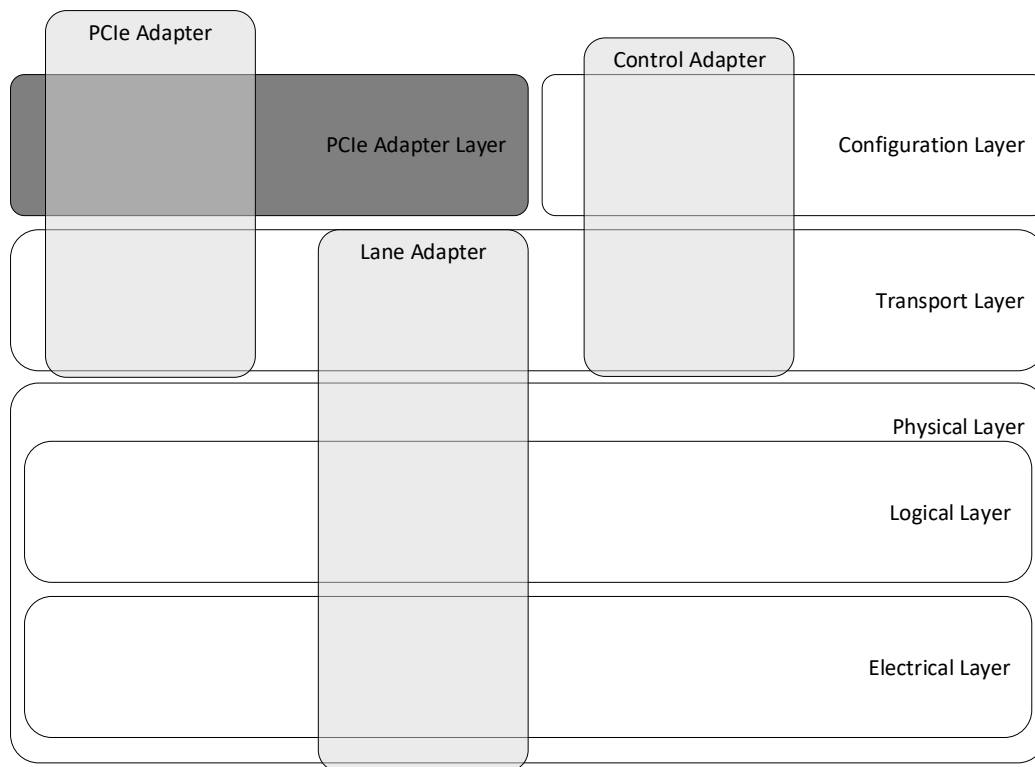 PCIe Adapter
Control Adapter
PCIe Adapter Layer
Configuration Layer
Lane Adapter
Transport Layer
Physical Layer
Logical Layer
Electrical Layer